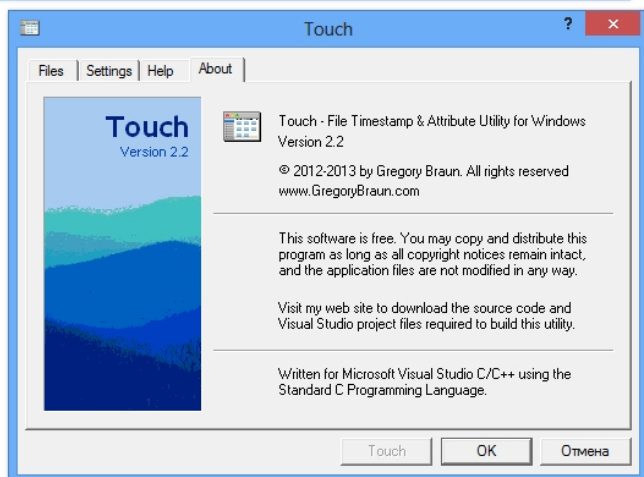 Touch
?
Files Settings Help About
Touch
Version 2.2
Touch - File Timestamp & Attribute Utility for Windows
Version 2.2
© 2012-2013 by Gregory Braun. All rights reserved
www.GregoryBraun.com
This software is free. You may copy and distribute this
program as long as all copyright notices remain intact,
and the application files are not modified in any way.
Visit my web site to download the source code and
Visual Studio project files required to build this utility.
Written for Microsoft Visual Studio C/C++ using the
Standard C Programming Language.
Touch OK Отмена